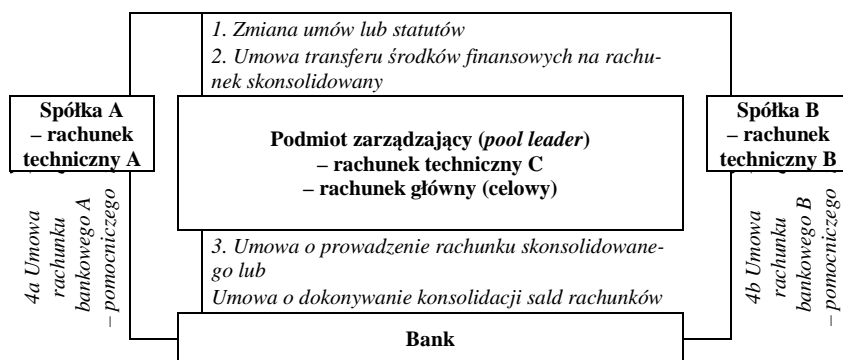 1. Zmiana umów lub statutów
2. Umowa transferu środków finansowych na rachu-
nek skonsolidowany
Spółka A
– rachunek
techniczny A
Podmiot zarządzający (pool leader)
– rachunek techniczny C
– rachunek główny (celowy)
Spółka B
– rachunek
techniczny B
4a Umowa
rachunku
bankowego A
– pomocniczego
3. Umowa o prowadzenie rachunku skonsolidowane-
go lub
Umowa o dokonywanie konsolidacji sald rachunków
4b Umowa
rachunku
bankowego B
– pomocniczego
Bank